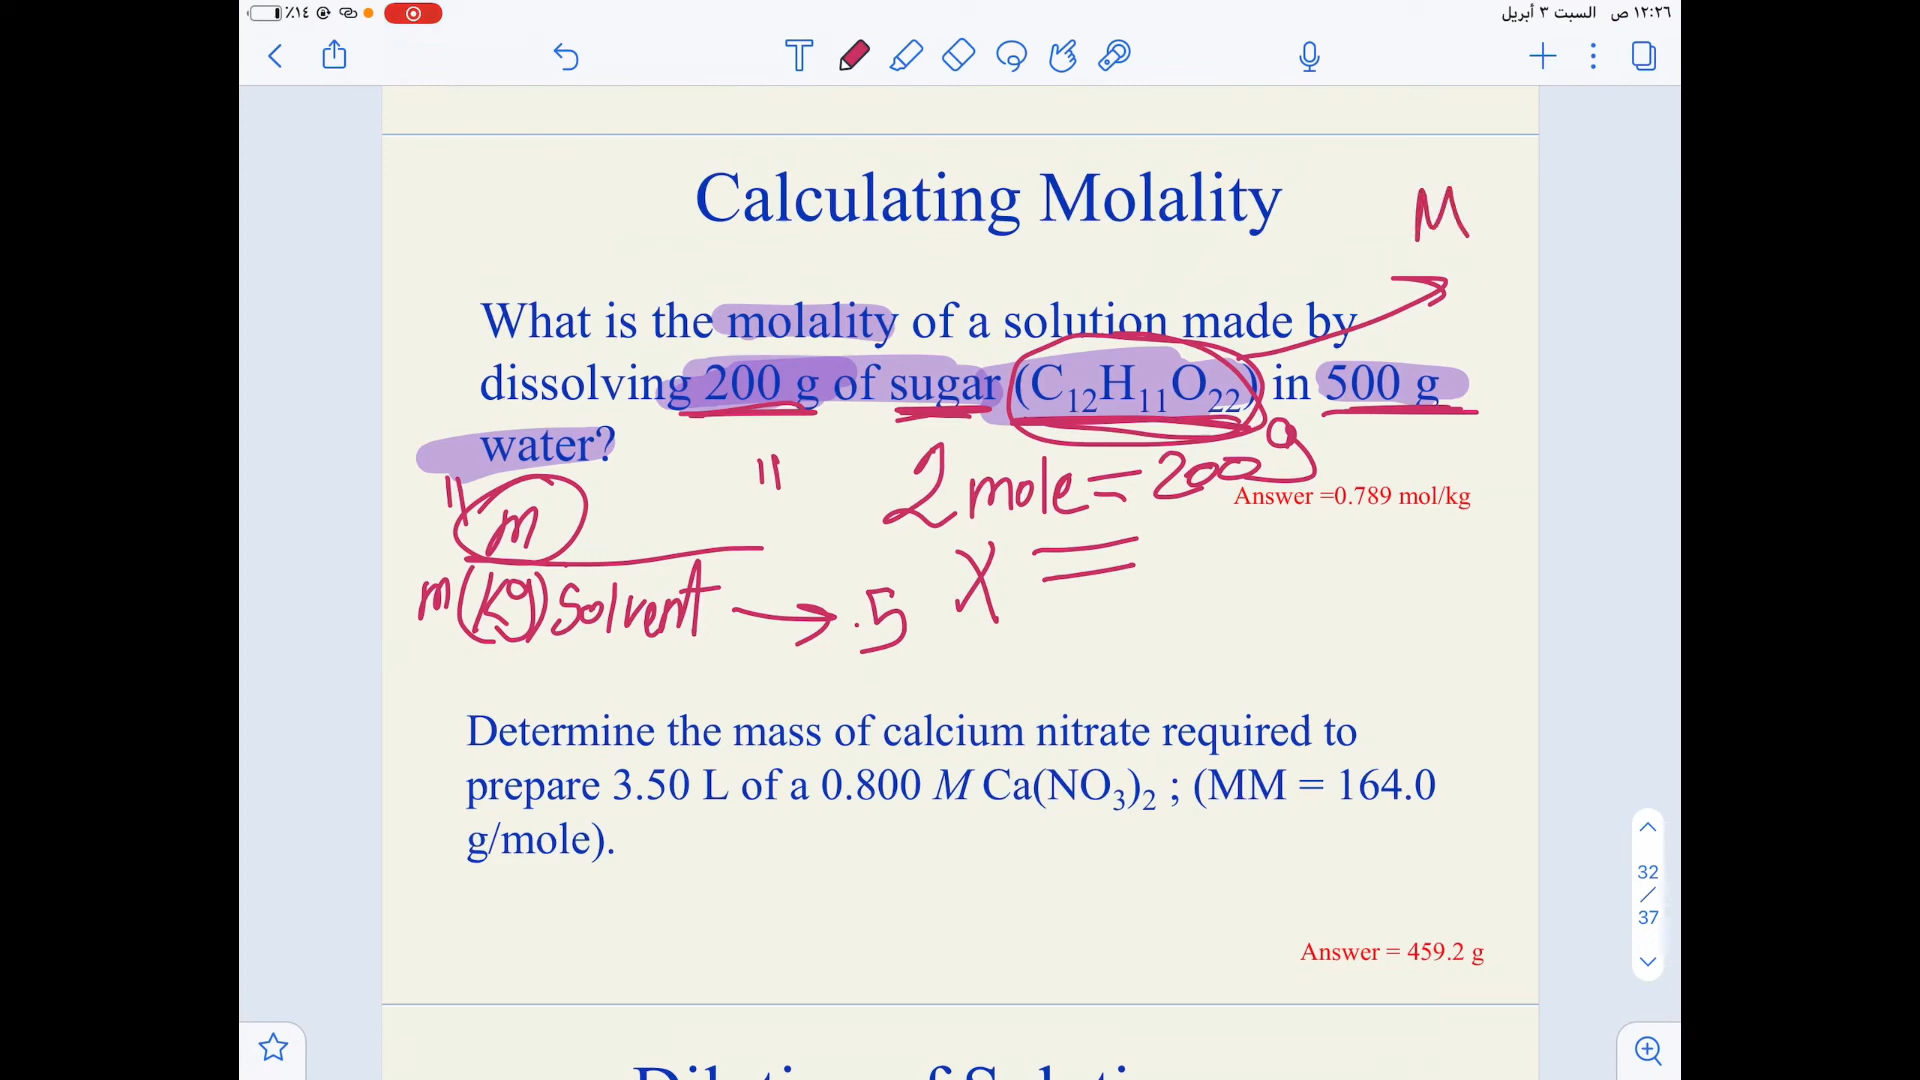 ٪١٤
١٢:٢٦ ص السبت ٣ أبريل
Calculating Molality
M
What is the molality of a solution made by
dissolving 200 g of sugar (C₁₂H₁₁O₂₂) in 500 g
water?
2 mole = 200g
Answer =0.789 mol/kg
m
m(kg) Solvent → .5
X =
Determine the mass of calcium nitrate required to
prepare 3.50 L of a 0.800 M Ca(NO₃)₂ ; (MM = 164.0
g/mole).
32
/
37
Answer = 459.2 g